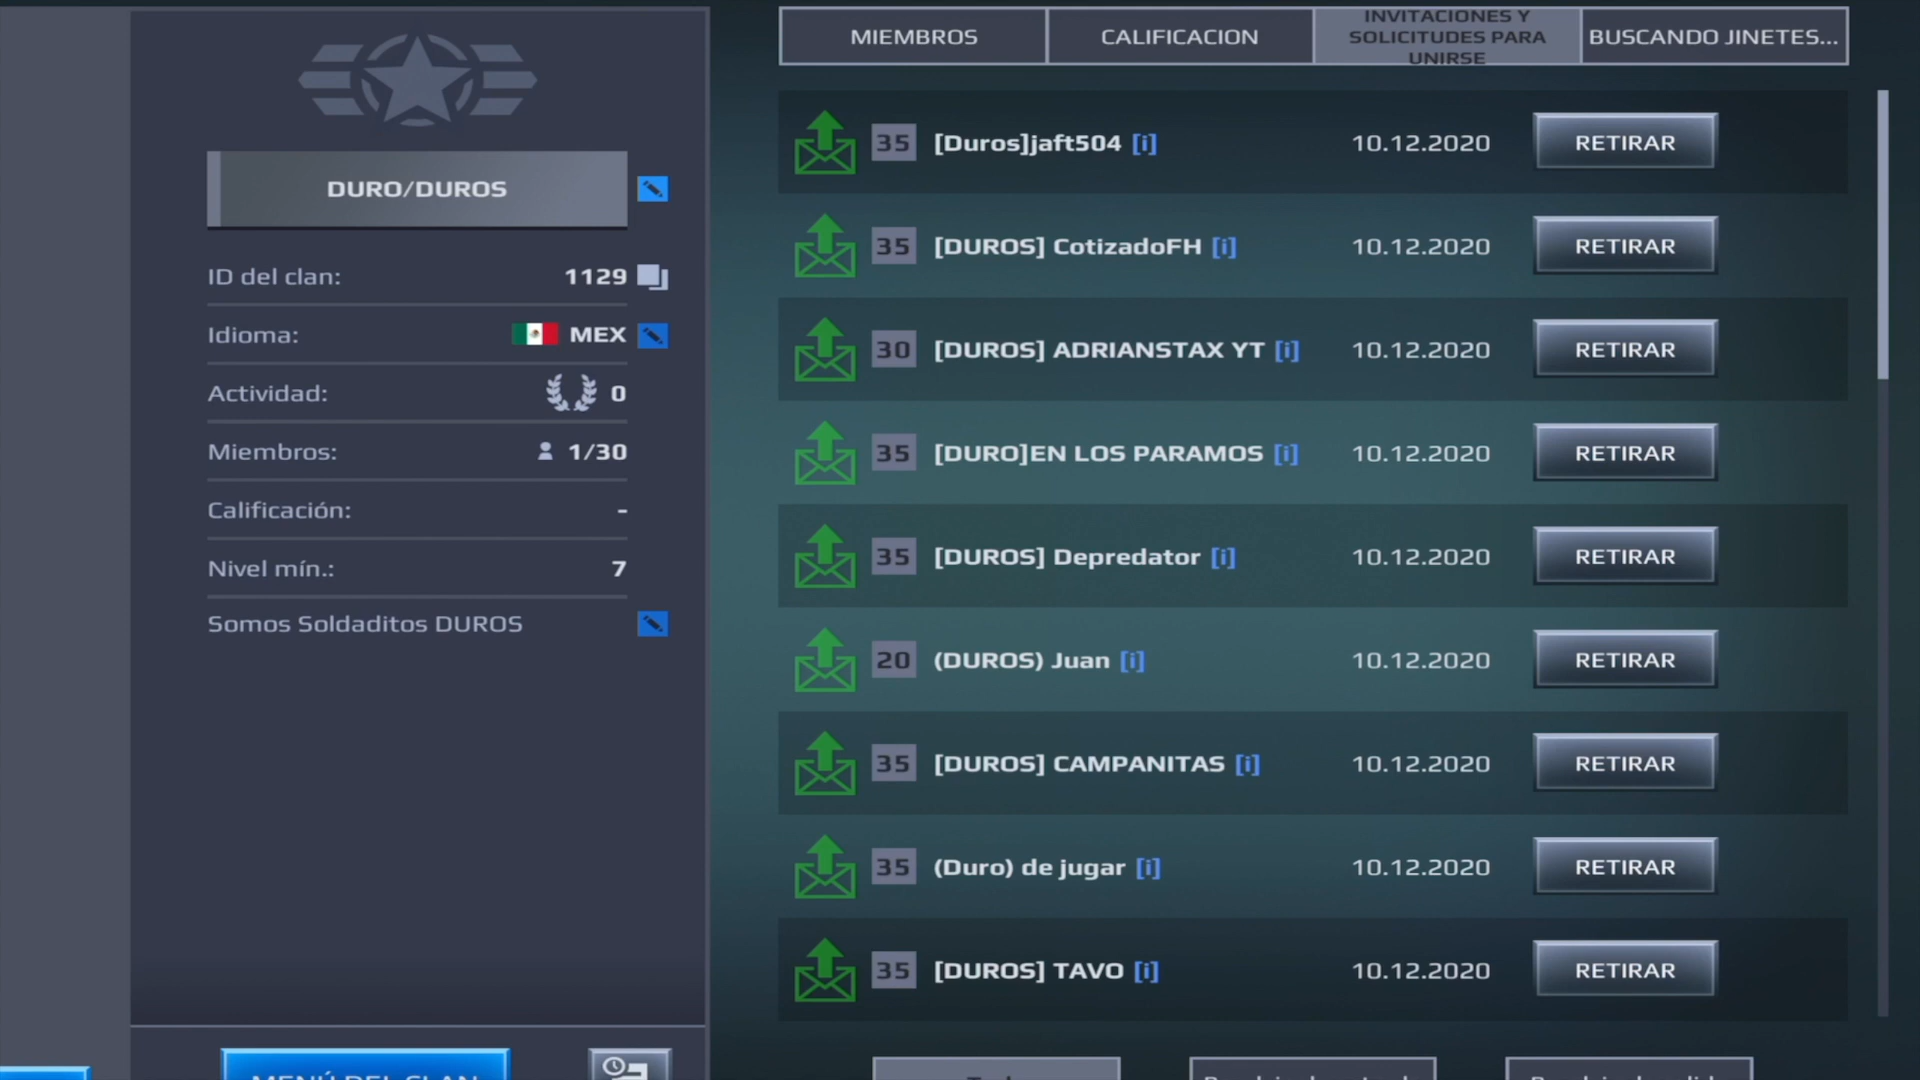 DURO/DUROS
ID del clan: 1129
Idioma: MEX
Actividad: 0
Miembros: 1/30
Calificación: -
Nivel mín.: 7
Somos Soldaditos DUROS
MENÚ DEL CLAN
MIEMBROS
CALIFICACION
INVITACIONES Y
SOLICITUDES PARA
UNIRSE
BUSCANDO JINETES...
35 [Duros]jaft504 [i] 10.12.2020 RETIRAR
35 [DUROS] CotizadoFH [i] 10.12.2020 RETIRAR
30 [DUROS] ADRIANSTAX YT [i] 10.12.2020 RETIRAR
35 [DURO]EN LOS PARAMOS [i] 10.12.2020 RETIRAR
35 [DUROS] Depredator [i] 10.12.2020 RETIRAR
20 (DUROS) Juan [i] 10.12.2020 RETIRAR
35 [DUROS] CAMPANITAS [i] 10.12.2020 RETIRAR
35 (Duro) de jugar [i] 10.12.2020 RETIRAR
35 [DUROS] TAVO [i] 10.12.2020 RETIRAR